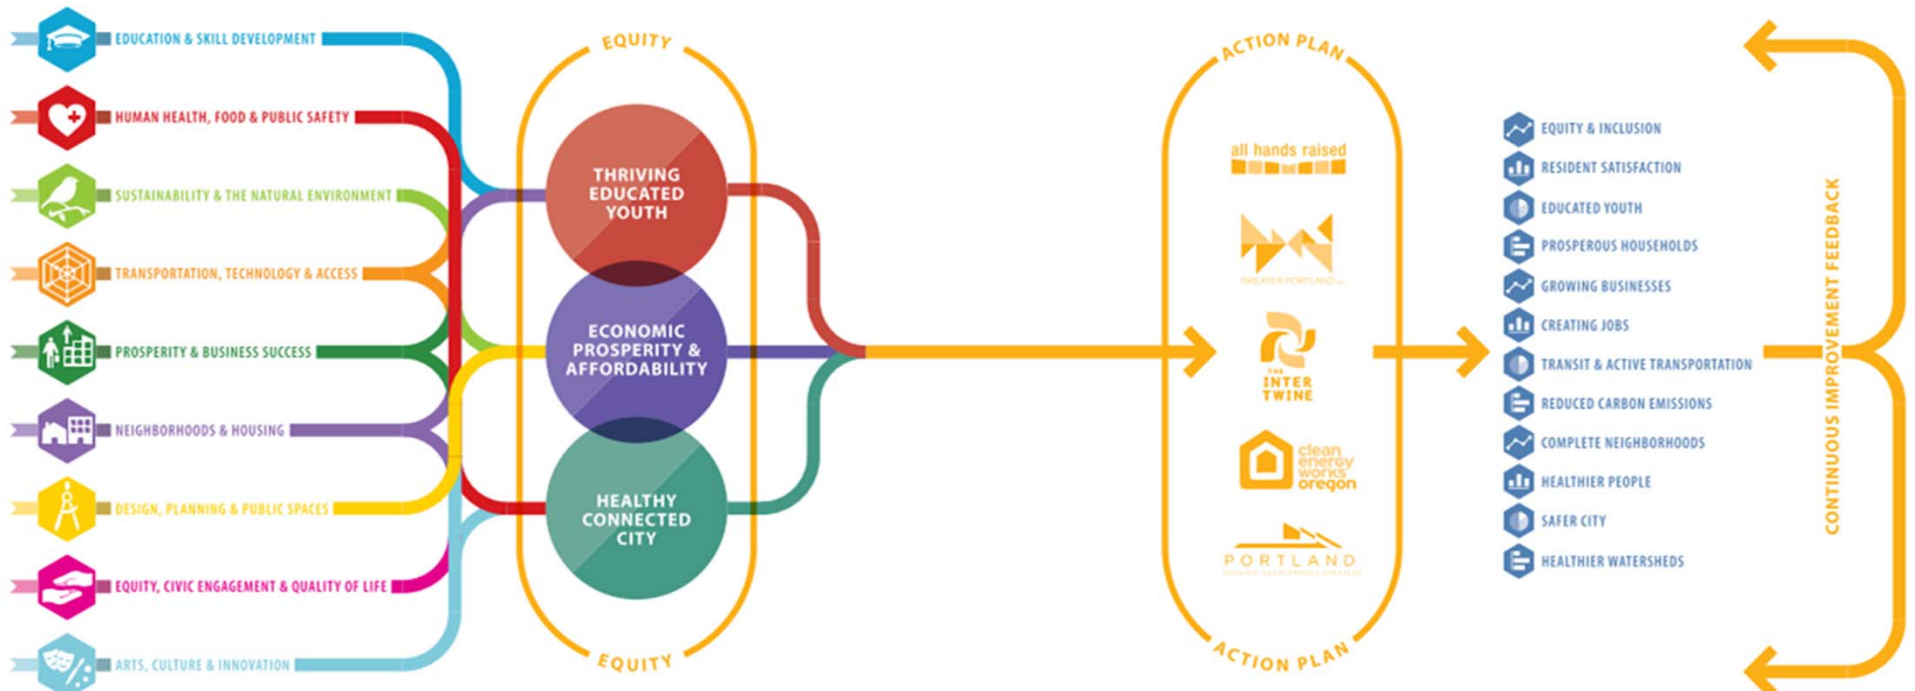 EDUCATION & SKILL DEVELOPMENT
HUMAN HEALTH, FOOD & PUBLIC SAFETY
SUSTAINABILITY & THE NATURAL ENVIRONMENT
TRANSPORTATION, TECHNOLOGY & ACCESS
PROSPERITY & BUSINESS SUCCESS
NEIGHBORHOODS & HOUSING
DESIGN, PLANNING & PUBLIC SPACES
EQUITY, CIVIC ENGAGEMENT & QUALITY OF LIFE
ARTS, CULTURE & INNOVATION
EQUITY
THRIVING
EDUCATED
YOUTH
ECONOMIC
PROSPERITY &
AFFORDABILITY
HEALTHY
CONNECTED
CITY
EQUITY
ACTION PLAN
all hands raised
GREATER PORTLAND
THE
INTER
TWINE
clean
energy
works
oregon
PORTLAND
ACTION PLAN
EQUITY & INCLUSION
RESIDENT SATISFACTION
EDUCATED YOUTH
PROSPEROUS HOUSEHOLDS
GROWING BUSINESSES
CREATING JOBS
TRANSIT & ACTIVE TRANSPORTATION
REDUCED CARBON EMISSIONS
COMPLETE NEIGHBORHOODS
HEALTHIER PEOPLE
SAFER CITY
HEALTHIER WATERSHEDS
CONTINUOUS IMPROVEMENT FEEDBACK